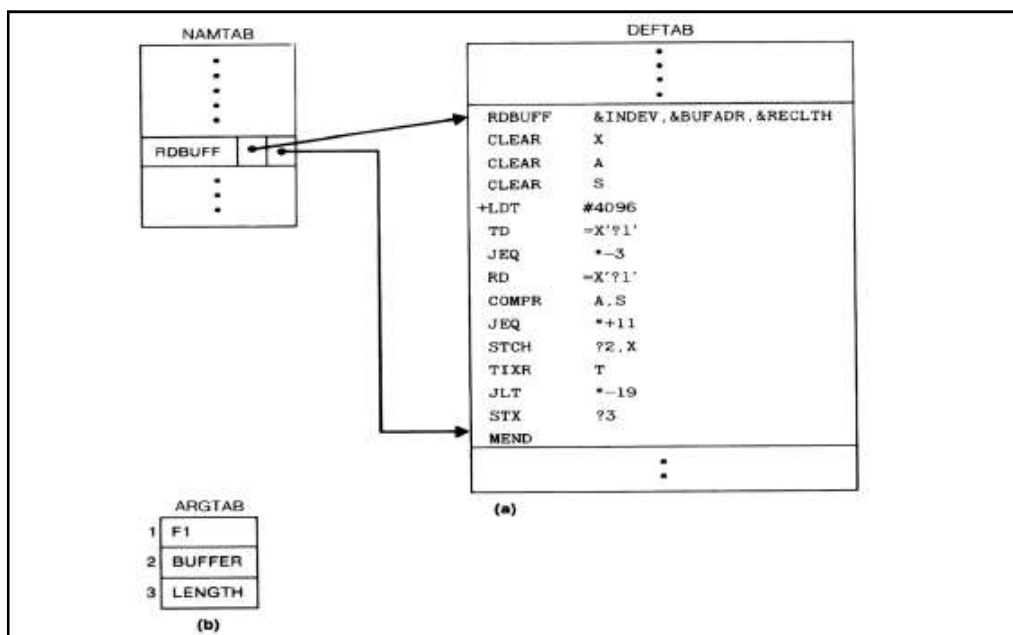 NAMTAB
DEFTAB
RDBUFF &INDEV,&BUFADR,&RECLTH
CLEAR X
CLEAR A
CLEAR S
+LDT #4096
TD =X'?1'
JEQ *−3
RD =X'?1'
COMPR A,S
JEQ *+11
STCH ?2,X
TIXR T
JLT *−19
STX ?3
MEND
RDBUFF
(a)
ARGTAB
1 F1
2 BUFFER
3 LENGTH
(b)